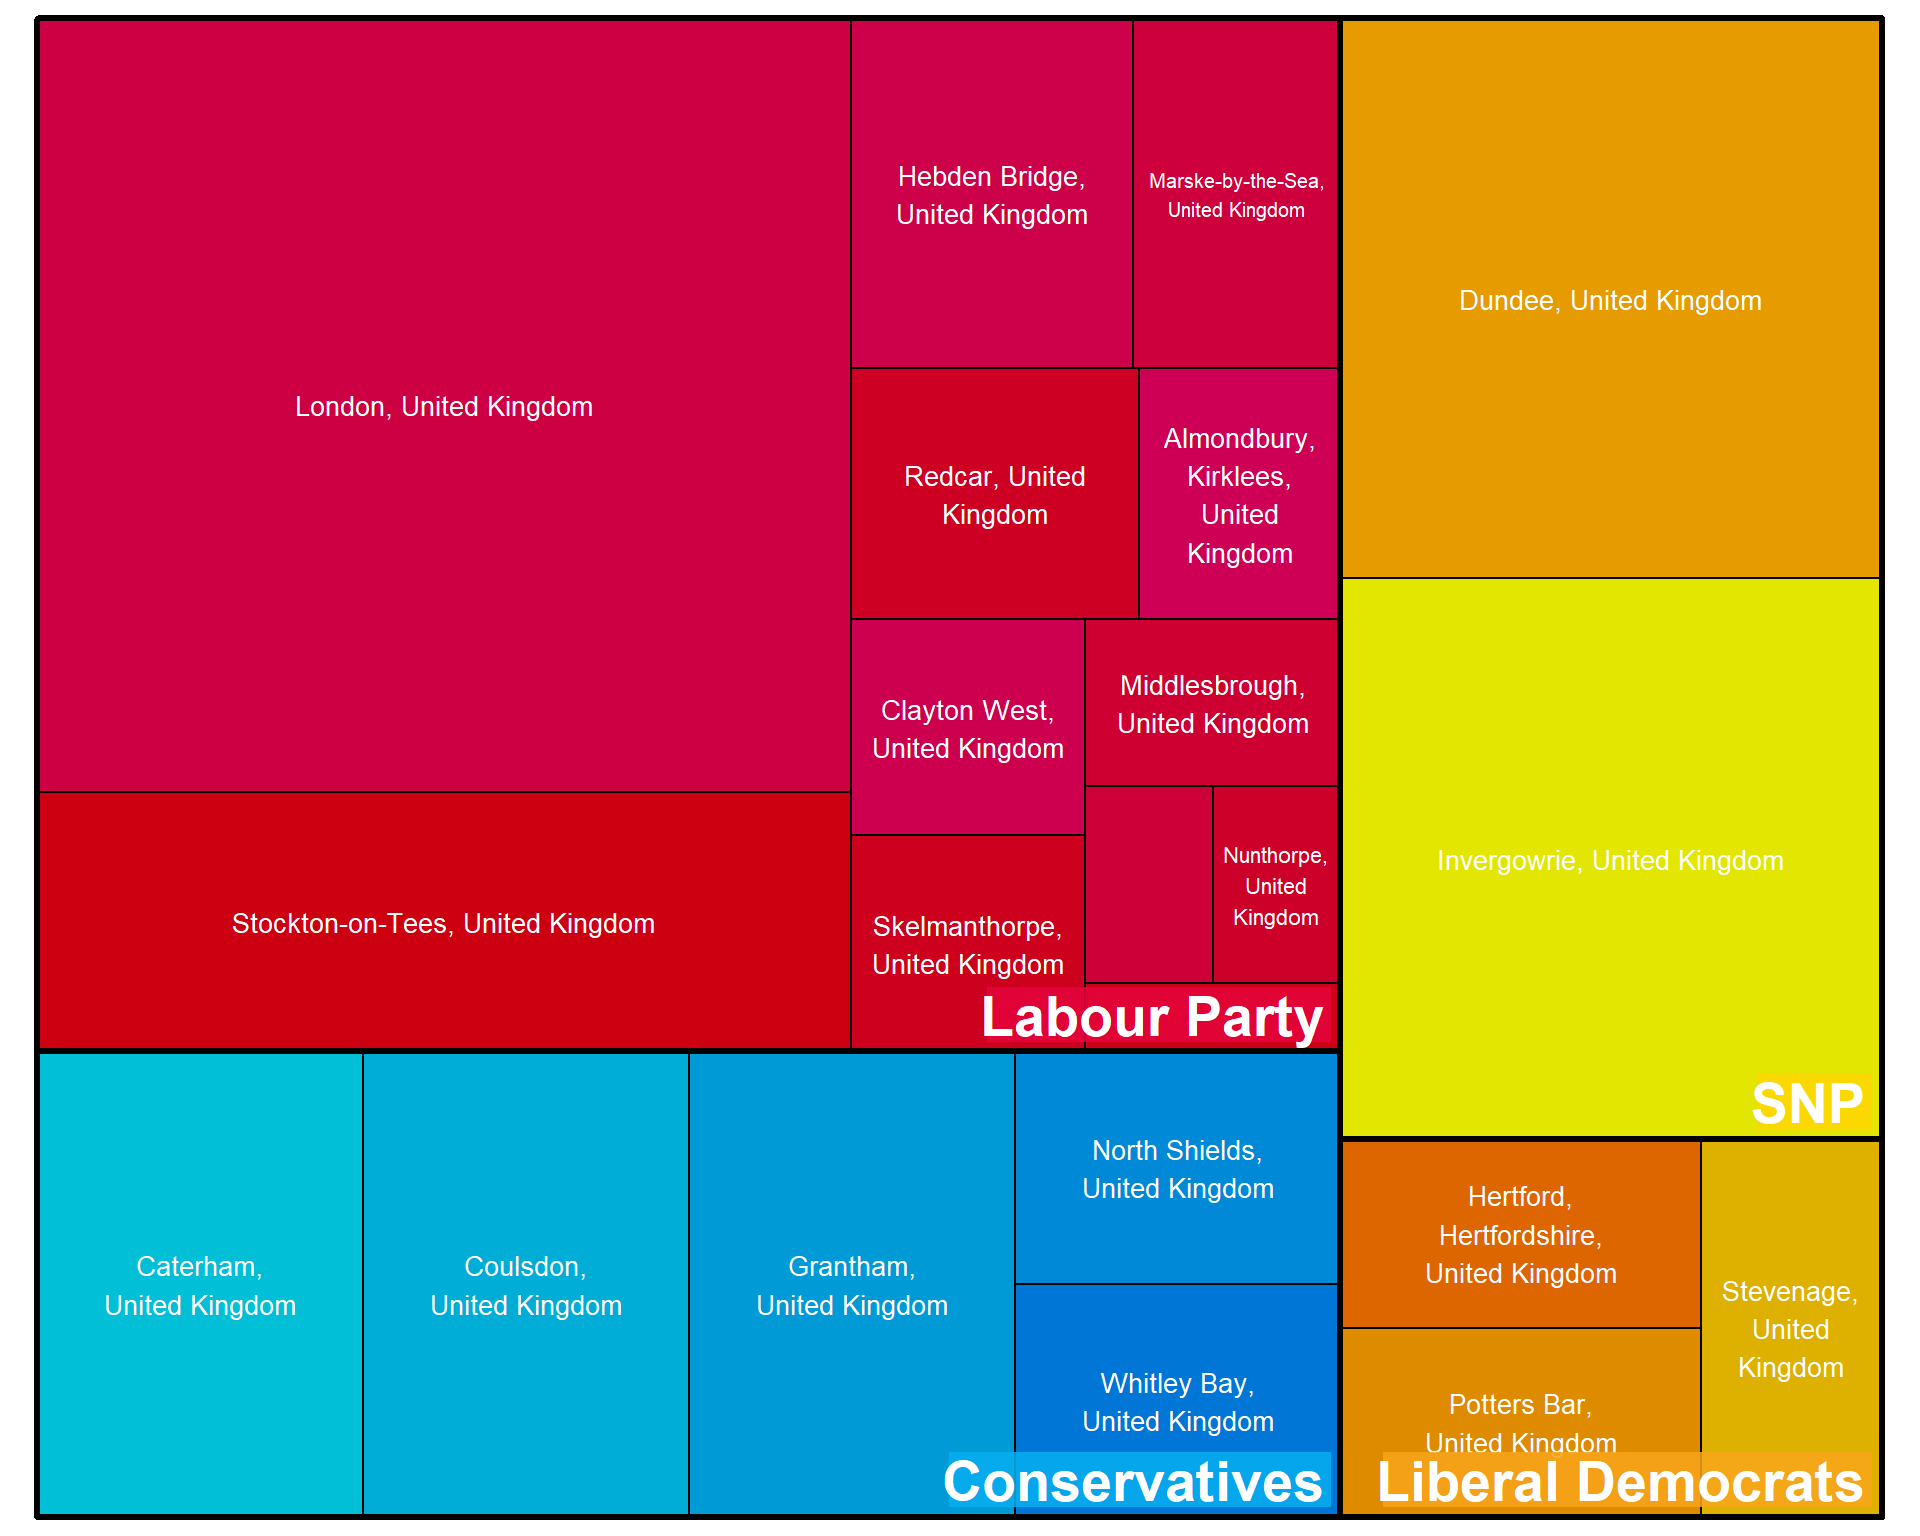 London, United Kingdom
Stockton-on-Tees, United Kingdom
Hebden Bridge,
United Kingdom
Marske-by-the-Sea,
United Kingdom
Redcar, United
Kingdom
Almondbury,
Kirklees,
United
Kingdom
Clayton West,
United Kingdom
Middlesbrough,
United Kingdom
Skelmanthorpe,
United Kingdom
Nunthorpe,
United
Kingdom
Labour Party
Caterham,
United Kingdom
Coulsdon,
United Kingdom
Grantham,
United Kingdom
North Shields,
United Kingdom
Whitley Bay,
United Kingdom
Conservatives
Dundee, United Kingdom
Invergowrie, United Kingdom
SNP
Hertford,
Hertfordshire,
United Kingdom
Potters Bar,
United Kingdom
Stevenage,
United
Kingdom
Liberal Democrats